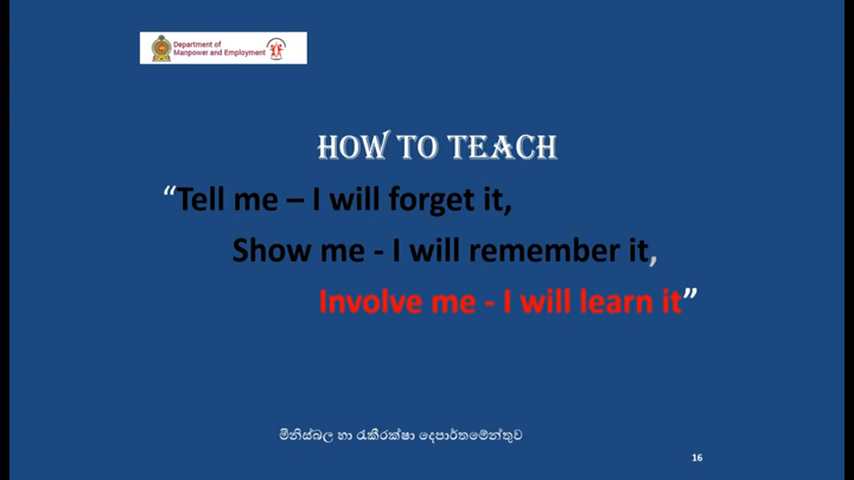 Department of
Manpower and Employment
HOW TO TEACH
“Tell me – I will forget it,
Show me - I will remember it,
Involve me - I will learn it”
මිනිස්බල හා රැකීරක්ෂා දෙපාර්තමේන්තුව
16